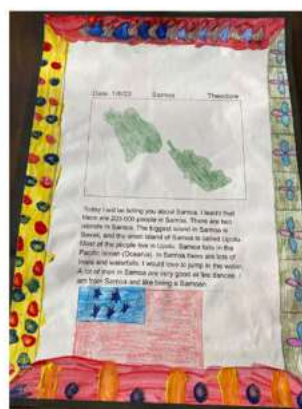 Date: 1/6/23 Samoa Theodore
Today I will be telling you about Samoa. I learnt that
there are 203 000 people in Samoa. There are two
islands in Samoa. The biggest island in Samoa is
Savaii, and the small island of Samoa is called Upolu.
Most of the people live in Upolu. Samoa falls in the
Pacific ocean (Oceania). In Samoa there are lots of
trees and waterfalls. I would love to jump in the water.
A lot of men in Samoa are very good at fire dances. I
am from Samoa and like being a Samoan.